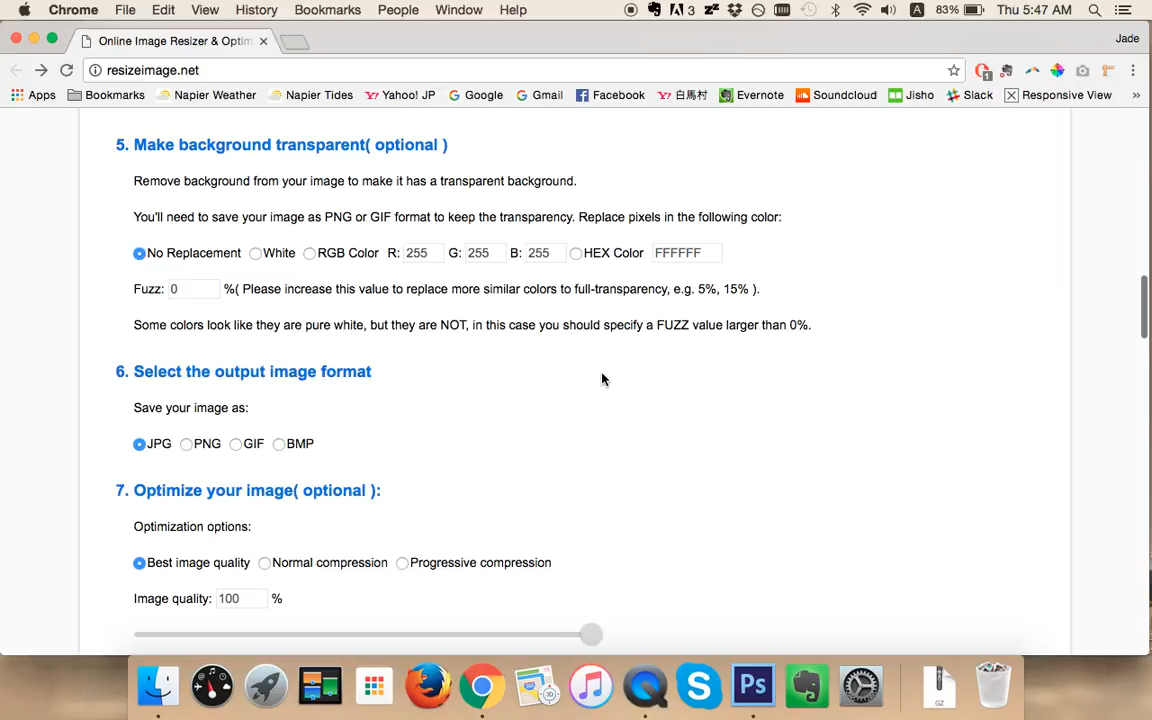 Chrome File Edit View History Bookmarks People Window Help
3 A 83% Thu 5:47 AM
Online Image Resizer & Optim
Jade
resizeimage.net
1
Apps Bookmarks Napier Weather Napier Tides Yahoo! JP Google Gmail Facebook 白馬村 Evernote Soundcloud Jisho Slack Responsive View »
5. Make background transparent( optional )
Remove background from your image to make it has a transparent background.
You'll need to save your image as PNG or GIF format to keep the transparency. Replace pixels in the following color:
No Replacement White RGB Color R: 255 G: 255 B: 255 HEX Color FFFFFF
Fuzz: 0 %( Please increase this value to replace more similar colors to full-transparency, e.g. 5%, 15% ).
Some colors look like they are pure white, but they are NOT, in this case you should specify a FUZZ value larger than 0%.
6. Select the output image format
Save your image as:
JPG PNG GIF BMP
7. Optimize your image( optional ):
Optimization options:
Best image quality Normal compression Progressive compression
Image quality: 100 %
Ps
GZ